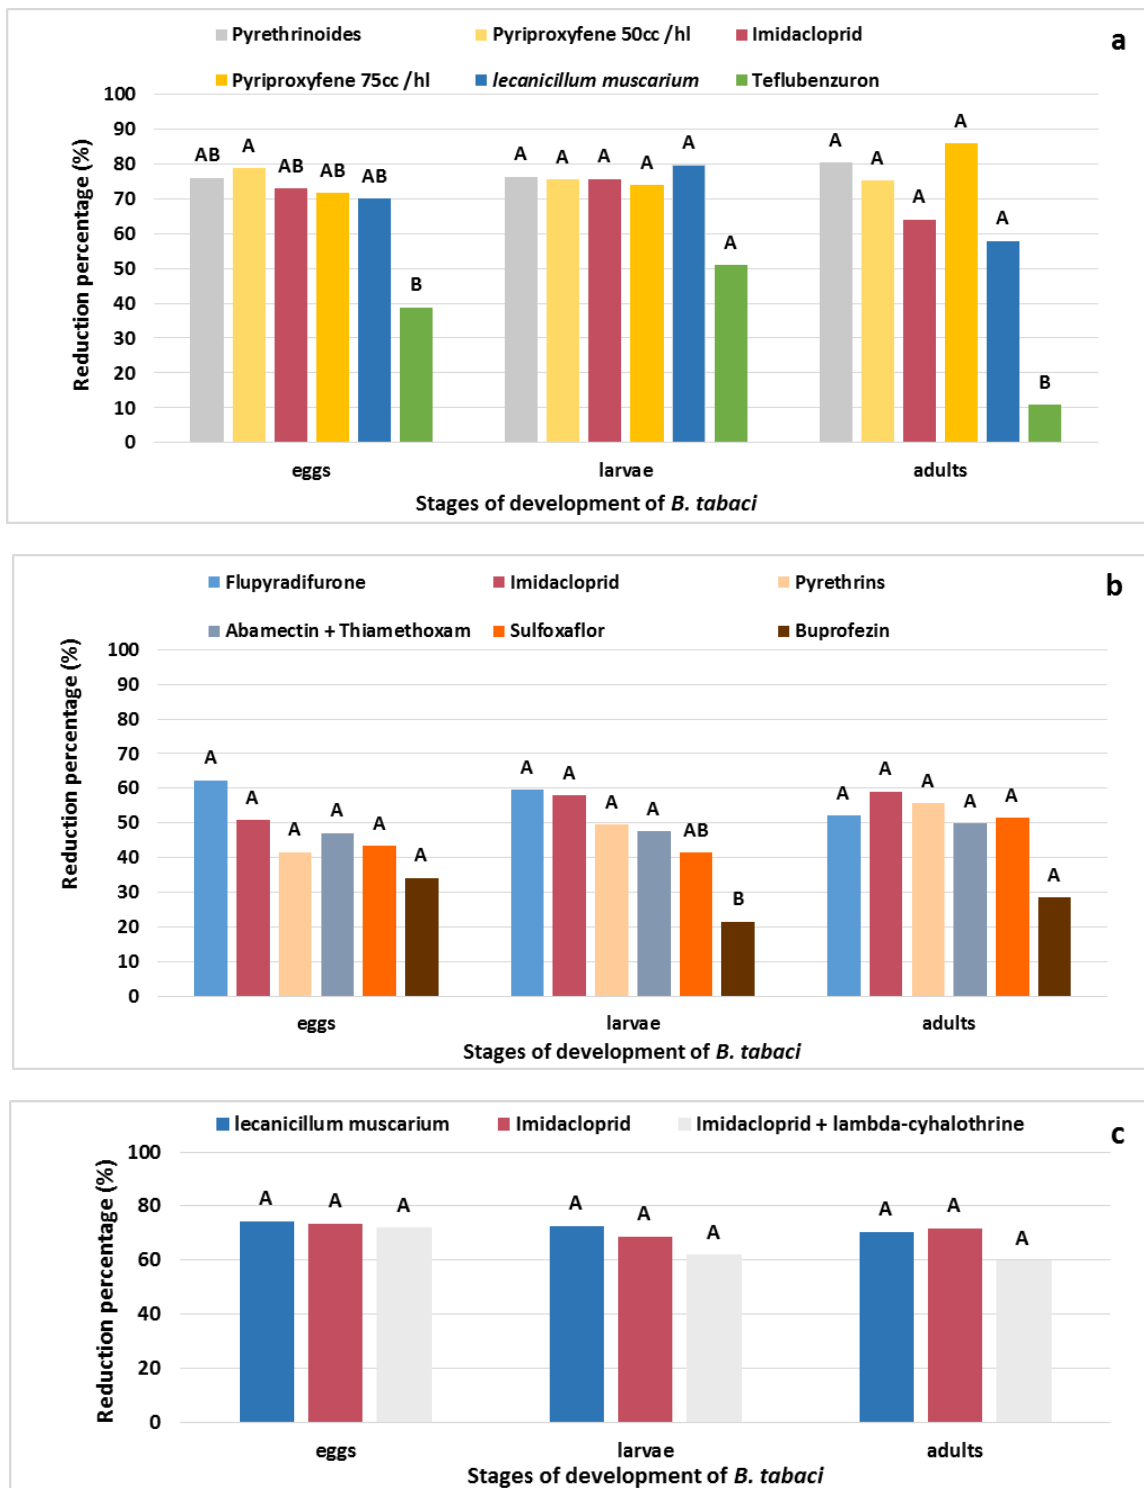 Pyrethrinoides Pyriproxyfene 50cc /hl Imidacloprid a
Pyriproxyfene 75cc /hl lecanicillum muscarium Teflubenzuron
Reduction percentage (%)
100
90
80
70
60
50
40
30
20
10
0
AB A AB AB AB B
A A A A A A
A A A A A B
eggs larvae adults
Stages of development of B. tabaci
Flupyradifurone Imidacloprid Pyrethrins b
Abamectin + Thiamethoxam Sulfoxaflor Buprofezin
Reduction percentage (%)
100
90
80
70
60
50
40
30
20
10
0
A A A A A A
A A A A AB B
A A A A A A
eggs larvae adults
Stages of development of B. tabaci
lecanicillum muscarium Imidacloprid Imidacloprid + lambda-cyhalothrine c
Reduction percentage (%)
100
80
60
40
20
0
A A A
A A A
A A A
eggs larvae adults
Stages of development of B. tabaci